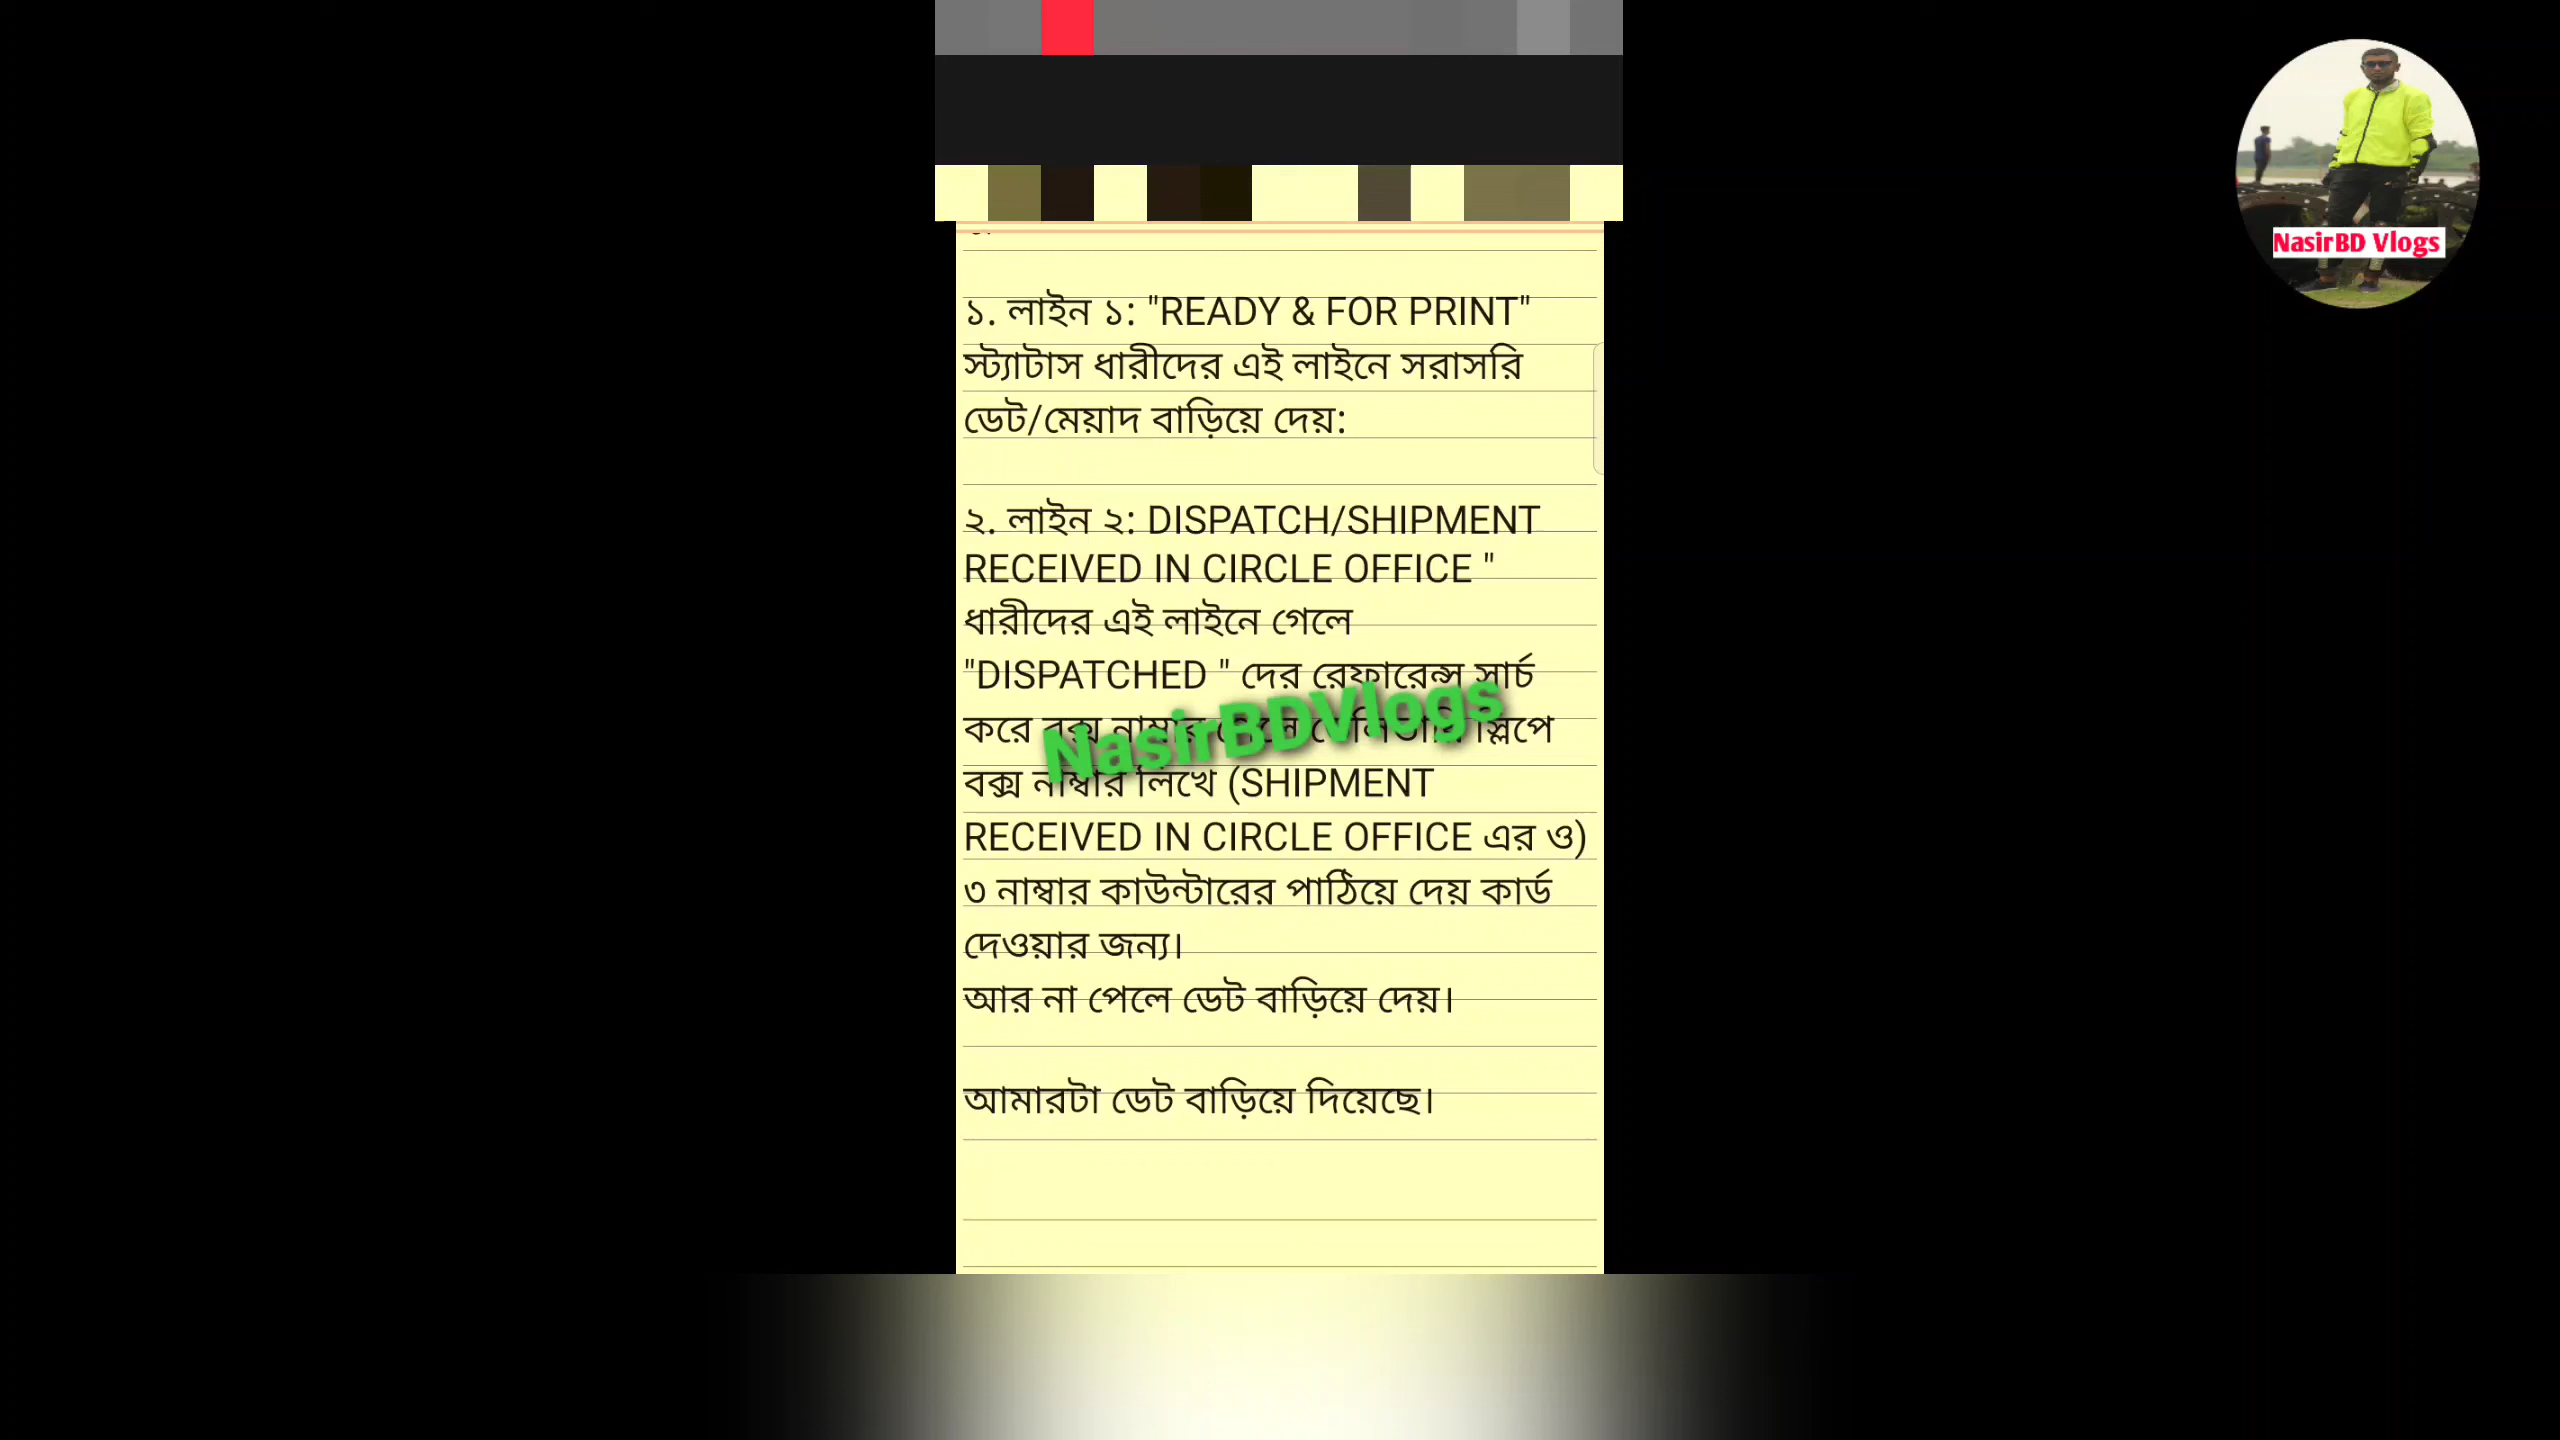 ১. লাইন ১: "READY & FOR PRINT"
স্ট্যাটাস ধারীদের এই লাইনে সরাসরি
ডেট/মেয়াদ বাড়িয়ে দেয়:
২. লাইন ২: DISPATCH/SHIPMENT
RECEIVED IN CIRCLE OFFICE "
ধারীদের এই লাইনে গেলে
"DISPATCHED " দের রেফারেন্স সার্চ
করে বক্স নাম্বার স্লিপে
বক্স নাম্বার লিখে (SHIPMENT
RECEIVED IN CIRCLE OFFICE এর ও)
৩ নাম্বার কাউন্টারের পাঠিয়ে দেয় কার্ড
দেওয়ার জন্য।
আর না পেলে ডেট বাড়িয়ে দেয়।
আমারটা ডেট বাড়িয়ে দিয়েছে।
NasirBDVlogs
NasirBD Vlogs